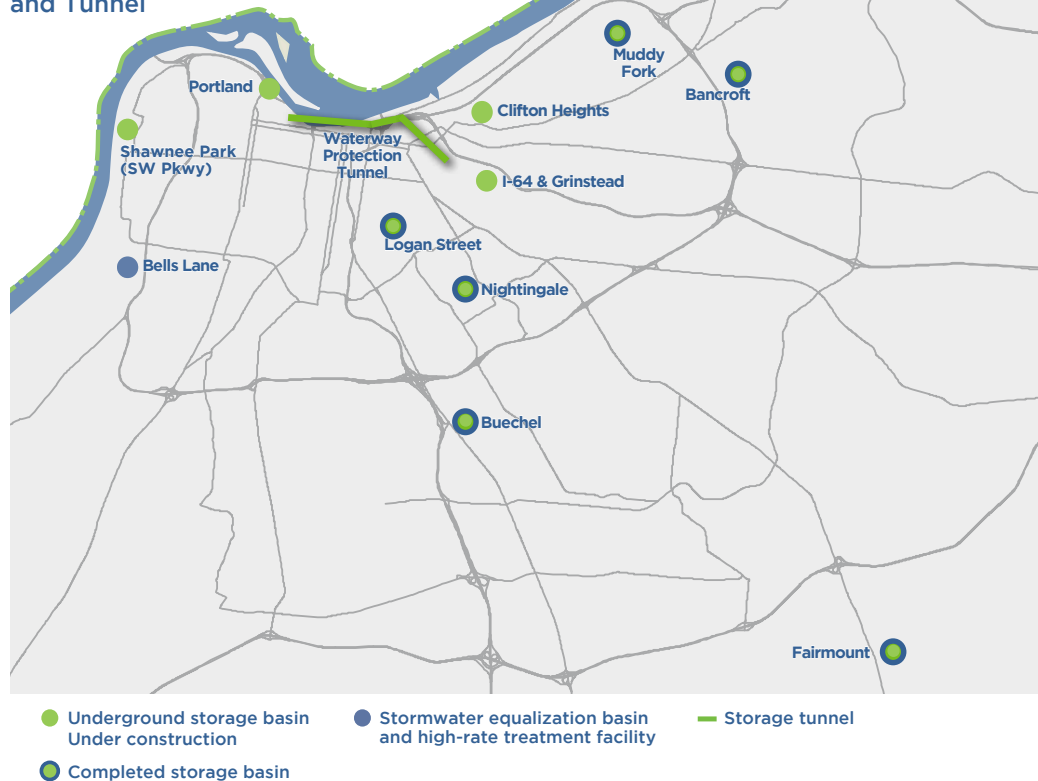 and Tunnel
Muddy
Fork
Portland
Bancroft
Clifton Heights
Waterway
Protection
Tunnel
Shawnee Park
(SW Pkwy)
I-64 & Grinstead
Logan Street
Bells Lane
Nightingale
Buechel
Fairmount
Underground storage basin
Under construction
Stormwater equalization basin
and high-rate treatment facility
Storage tunnel
Completed storage basin